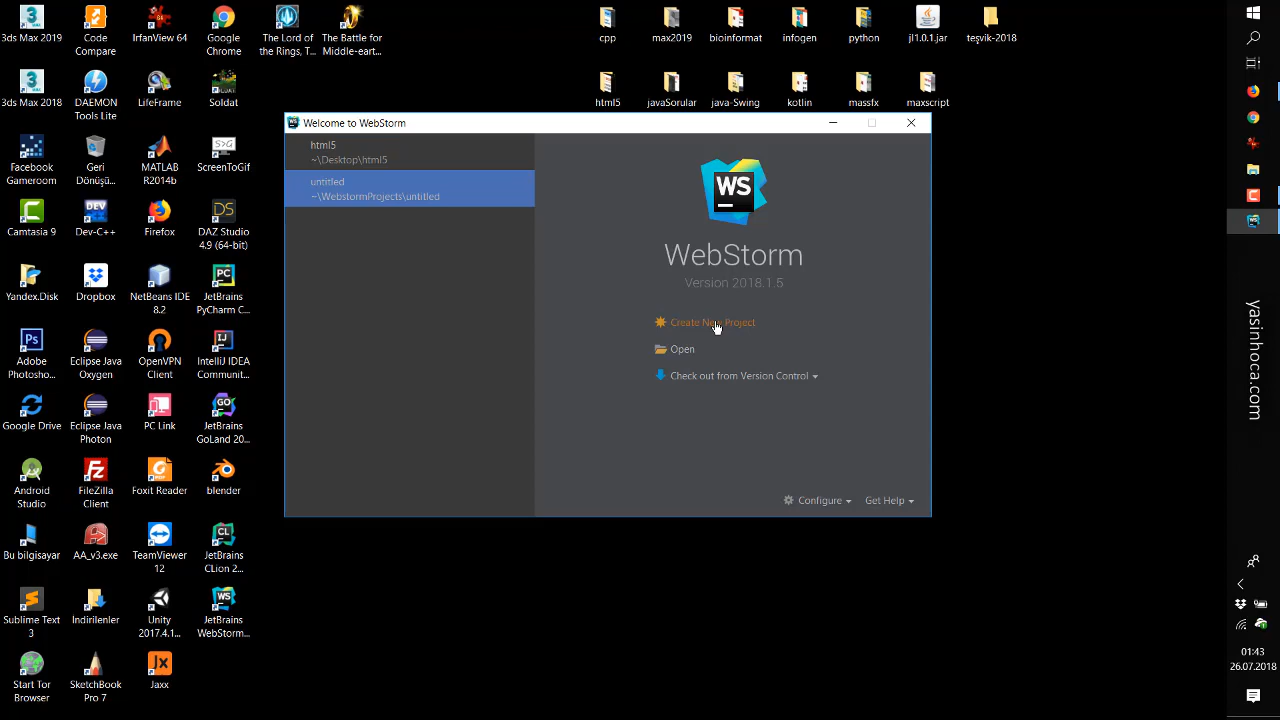 3ds Max 2019
Code
Compare
IrfanView 64
Google
Chrome
The Lord of
the Rings, T...
The Battle for
Middle-eart...
cpp
max2019
bioinformat
infogen
python
jl1.0.1.jar
teşvik-2018
3ds Max 2018
DAEMON
Tools Lite
LifeFrame
Soldat
html5
javaSorular
java-Swing
kotlin
massfx
maxscript
Facebook
Gameroom
Geri
Dönüşü...
MATLAB
R2014b
ScreenToGif
Camtasia 9
Dev-C++
Firefox
DAZ Studio
4.9 (64-bit)
Yandex.Disk
Dropbox
NetBeans IDE
8.2
JetBrains
PyCharm C...
Adobe
Photosho...
Eclipse Java
Oxygen
OpenVPN
Client
IntelliJ IDEA
Communit...
Google Drive
Eclipse Java
Photon
PC Link
JetBrains
GoLand 20...
Android
Studio
FileZilla
Client
Foxit Reader
blender
Bu bilgisayar
AA_v3.exe
TeamViewer
12
JetBrains
CLion 2...
Sublime Text
3
İndirilenler
Unity
2017.4.1...
JetBrains
WebStorm...
Start Tor
Browser
SketchBook
Pro 7
Jaxx
Welcome to WebStorm
html5
~\Desktop\html5
untitled
~\WebstormProjects\untitled
WS
WebStorm
Version 2018.1.5
Create New Project
Open
Check out from Version Control
Configure
Get Help
yasinhoca.com
01:43
26.07.2018